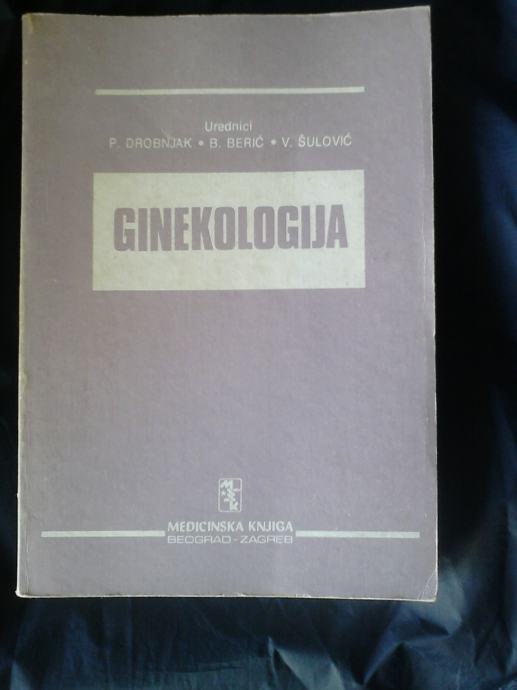 Urednici
P. DROBNJAK • B. BERIĆ • V. ŠULOVIĆ
GINEKOLOGIJA
MEDICINSKA KNJIGA
BEOGRAD-ZAGREB